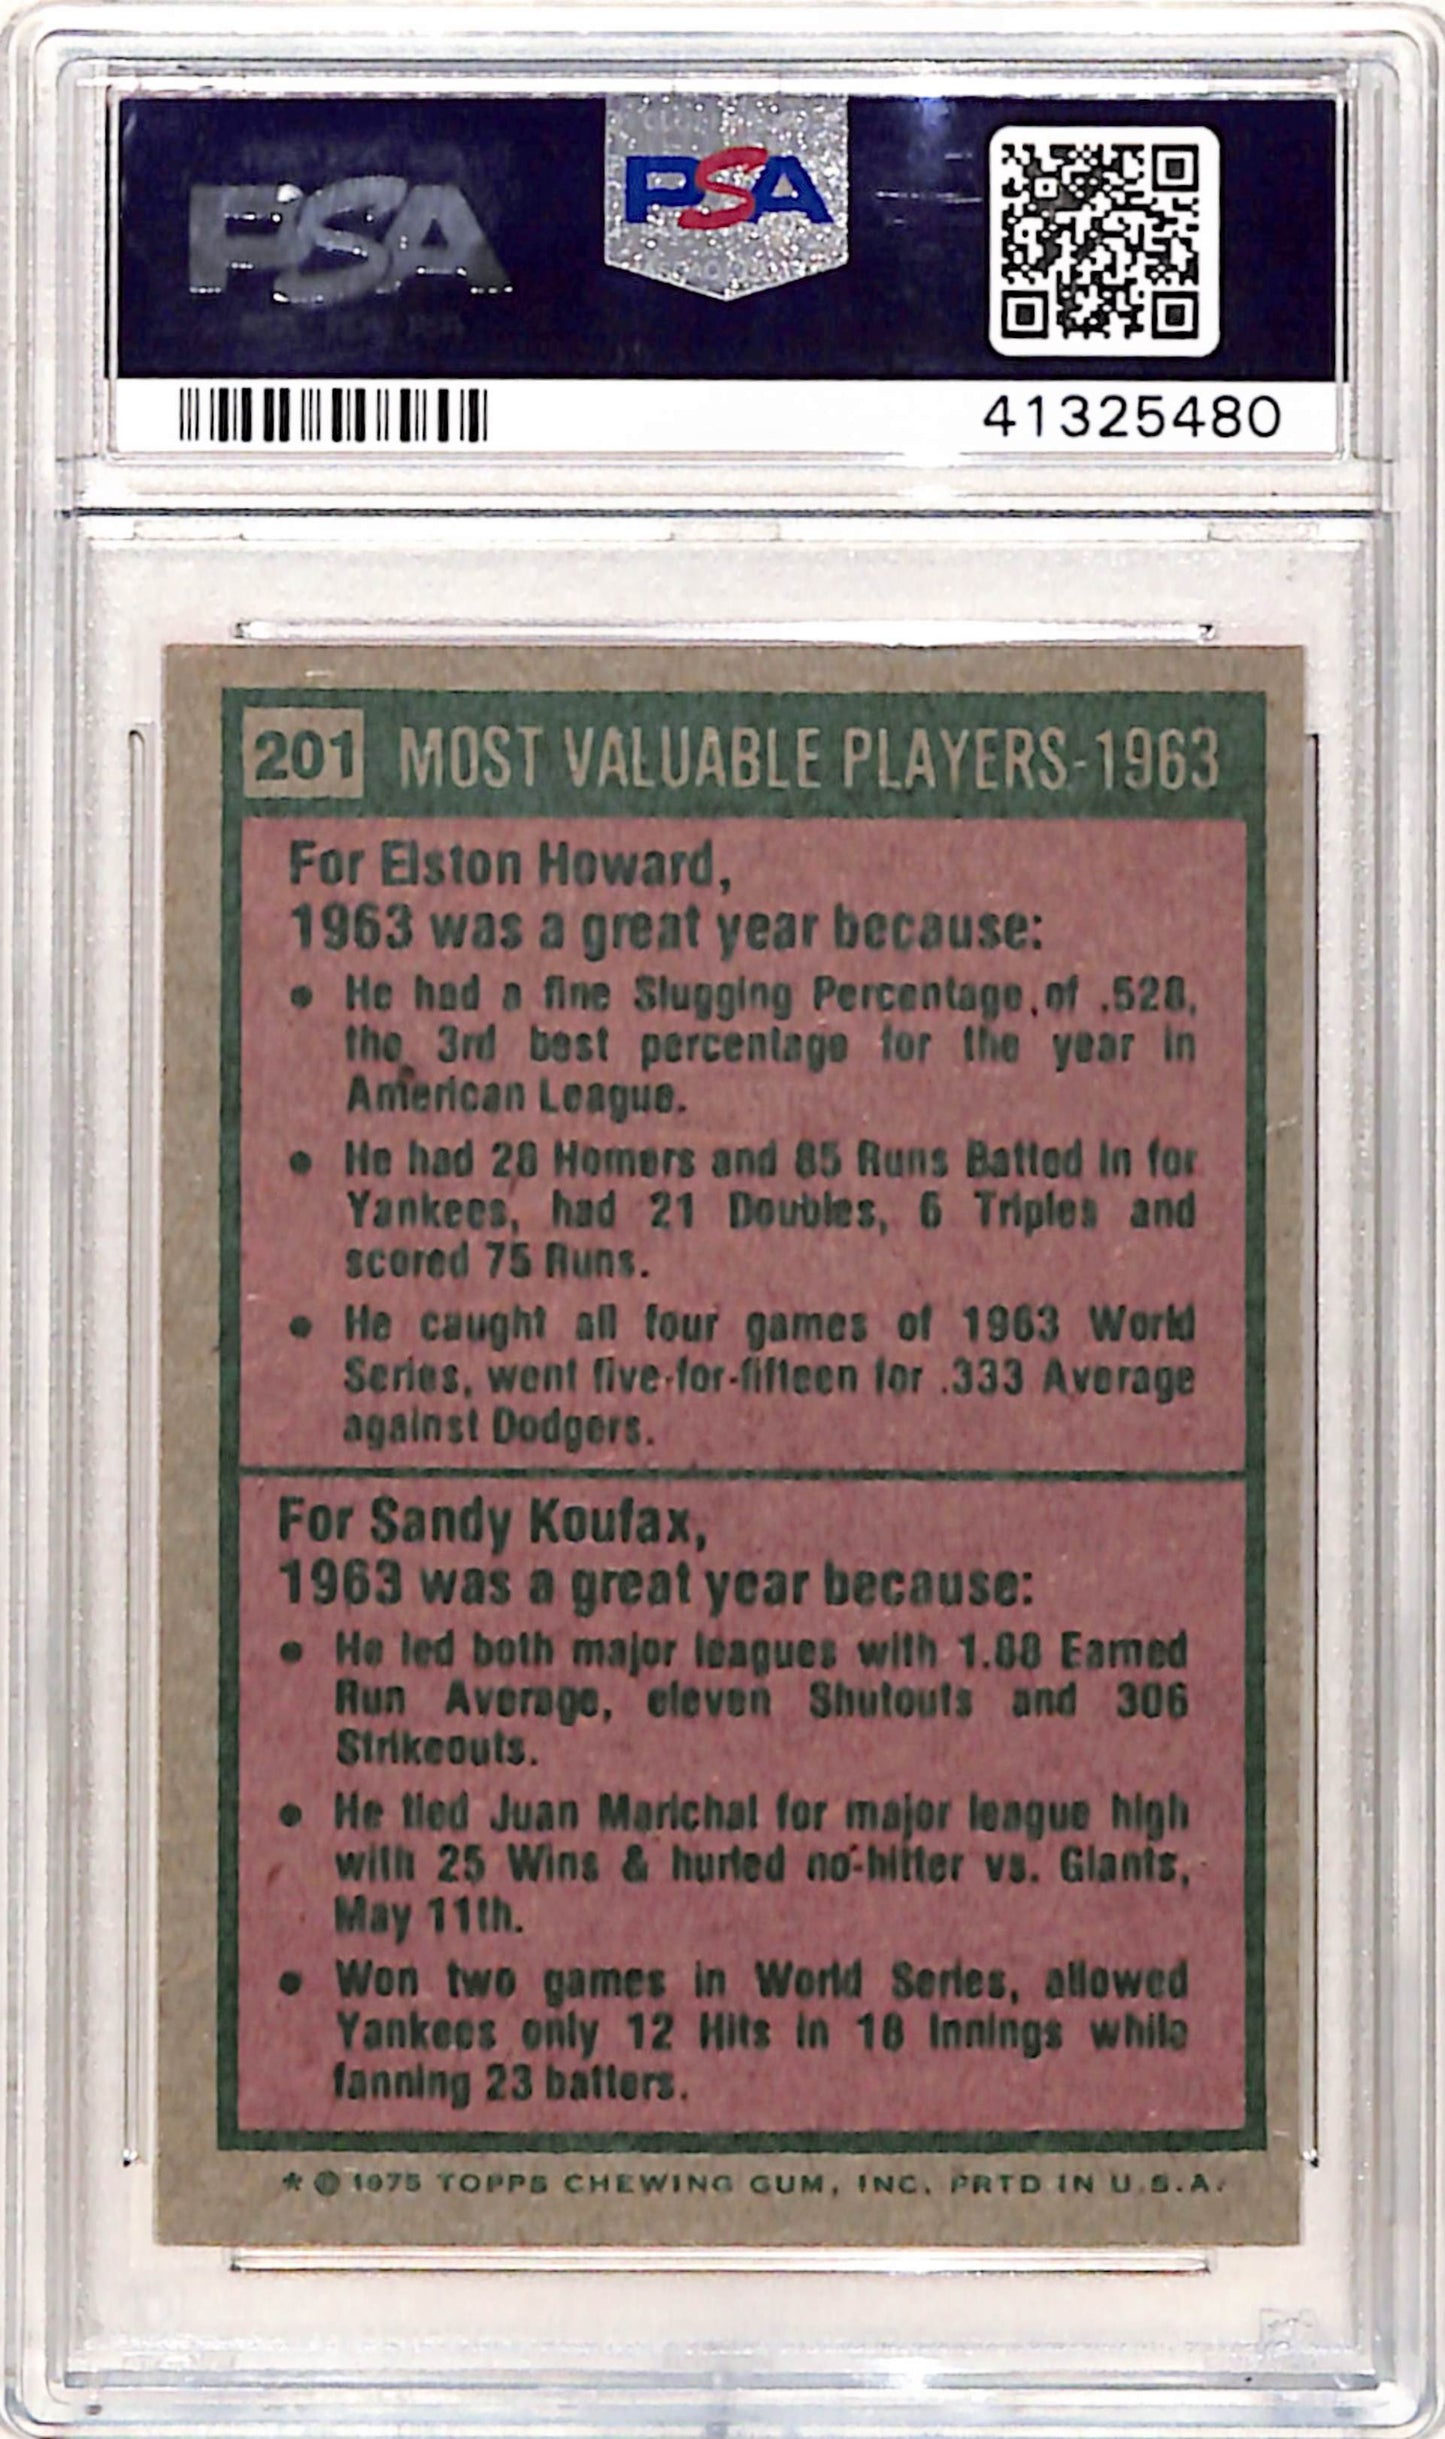 PSA
PSA
41325480
201 MOST VALUABLE PLAYERS-1963
For Elston Howard,
1963 was a great year because:
• He had a fine Slugging Percentage of .528,
the 3rd best percentage for the year in
American League.
• He had 28 Homers and 85 Runs Batted In for
Yankees, had 21 Doubles, 6 Triples and
scored 75 Runs.
• He caught all four games of 1963 World
Series, went five-for-fifteen for .333 Average
against Dodgers.
For Sandy Koufax,
1963 was a great year because:
• He led both major leagues with 1.88 Earned
Run Average, eleven Shutouts and 306
Strikeouts.
• He tied Juan Marichal for major league high
with 25 Wins & hurled no-hitter vs. Giants,
May 11th.
• Won two games in World Series, allowed
Yankees only 12 Hits in 18 Innings while
fanning 23 batters.
* © 1975 TOPPS CHEWING GUM, INC. PRTD IN U.S.A.